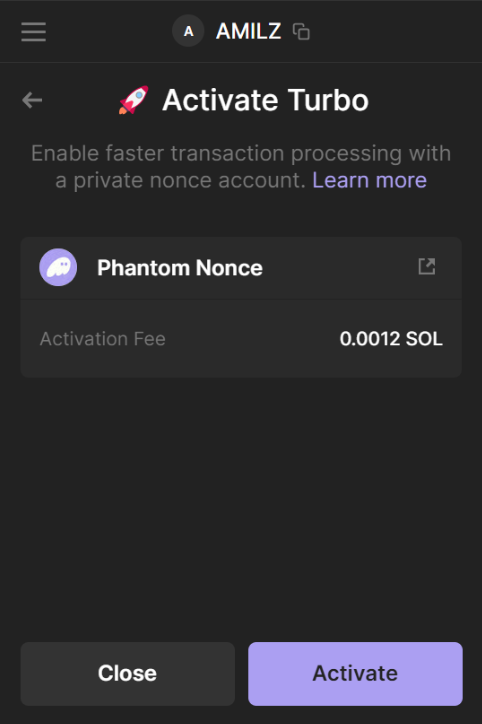 A AMILZ
Activate Turbo
Enable faster transaction processing with
a private nonce account. Learn more
Phantom Nonce
Activation Fee 0.0012 SOL
Close Activate